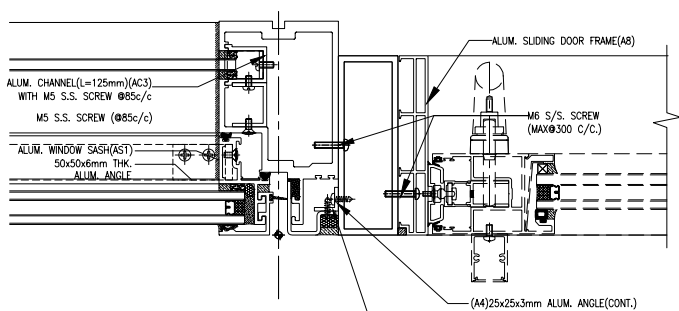 ALUM. SLIDING DOOR FRAME(A8)
ALUM. CHANNEL(L=125mm)(AC3)
WITH M5 S.S. SCREW @85c/c
M5 S.S. SCREW (@85c/c)
M6 S/S. SCREW
(MAX@300 C/C.)
ALUM. WINDOW SASH(AS1)
50x50x6mm THK.
ALUM. ANGLE
(A4)25x25x3mm ALUM. ANGLE(CONT.)